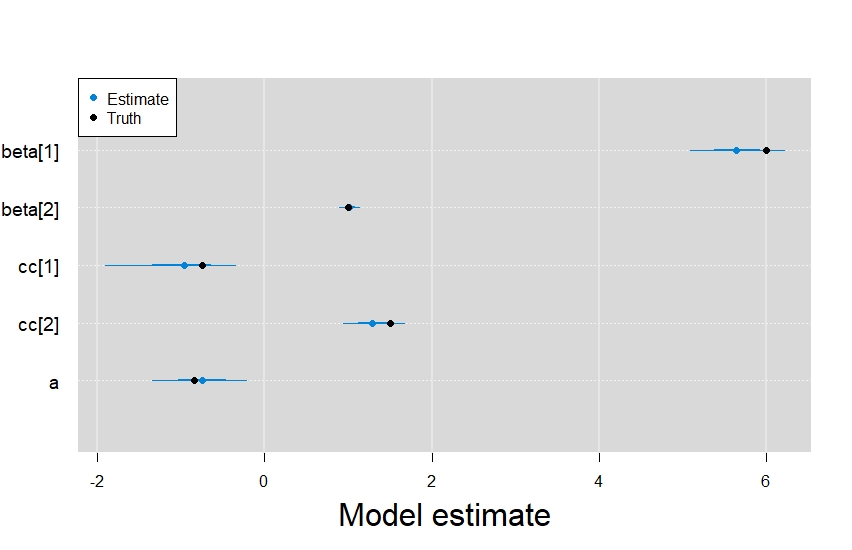 Estimate
Truth
beta[1]
beta[2]
cc[1]
cc[2]
a
-2 0 2 4 6
Model estimate